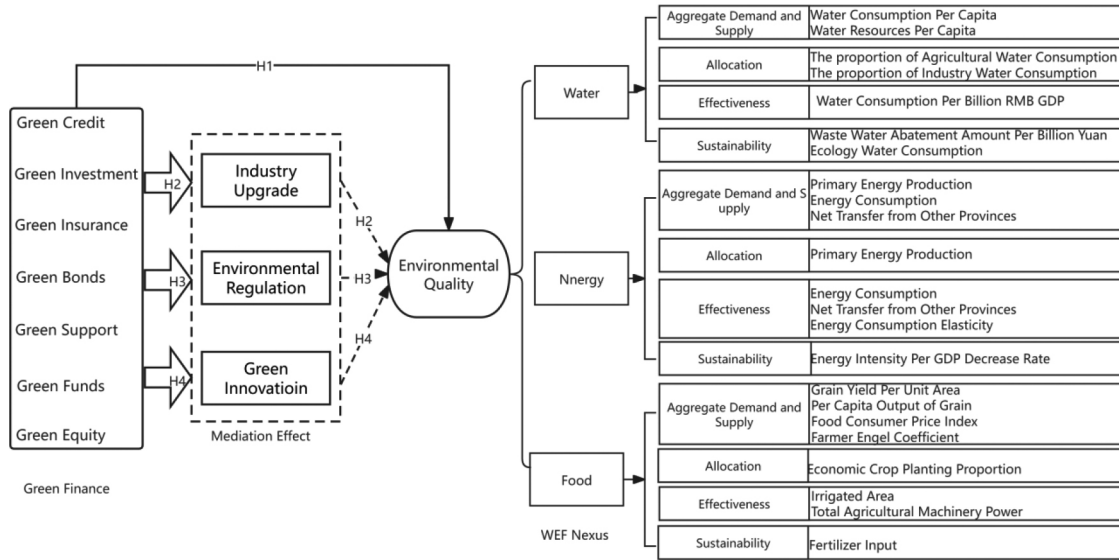 H1
Green Credit
Green Investment
Green Insurance
Green Bonds
Green Support
Green Funds
Green Equity
Green Finance
H2
H3
H4
Industry
Upgrade
Environmental
Regulation
Green
Innovatioin
Mediation Effect
H2
H3
H4
Environmental
Quality
Water
Aggregate Demand and
Supply
Water Consumption Per Capita
Water Resources Per Capita
Allocation
The proportion of Agricultural Water Consumption
The proportion of Industry Water Consumption
Effectiveness
Water Consumption Per Billion RMB GDP
Sustainability
Waste Water Abatement Amount Per Billion Yuan
Ecology Water Consumption
Nnergy
Aggregate Demand and S
upply
Primary Energy Production
Energy Consumption
Net Transfer from Other Provinces
Allocation
Primary Energy Production
Effectiveness
Energy Consumption
Net Transfer from Other Provinces
Energy Consumption Elasticity
Sustainability
Energy Intensity Per GDP Decrease Rate
Food
Aggregate Demand and
Supply
Grain Yield Per Unit Area
Per Capita Output of Grain
Food Consumer Price Index
Farmer Engel Coefficient
Allocation
Economic Crop Planting Proportion
Effectiveness
Irrigated Area
Total Agricultural Machinery Power
Sustainability
Fertilizer Input
WEF Nexus